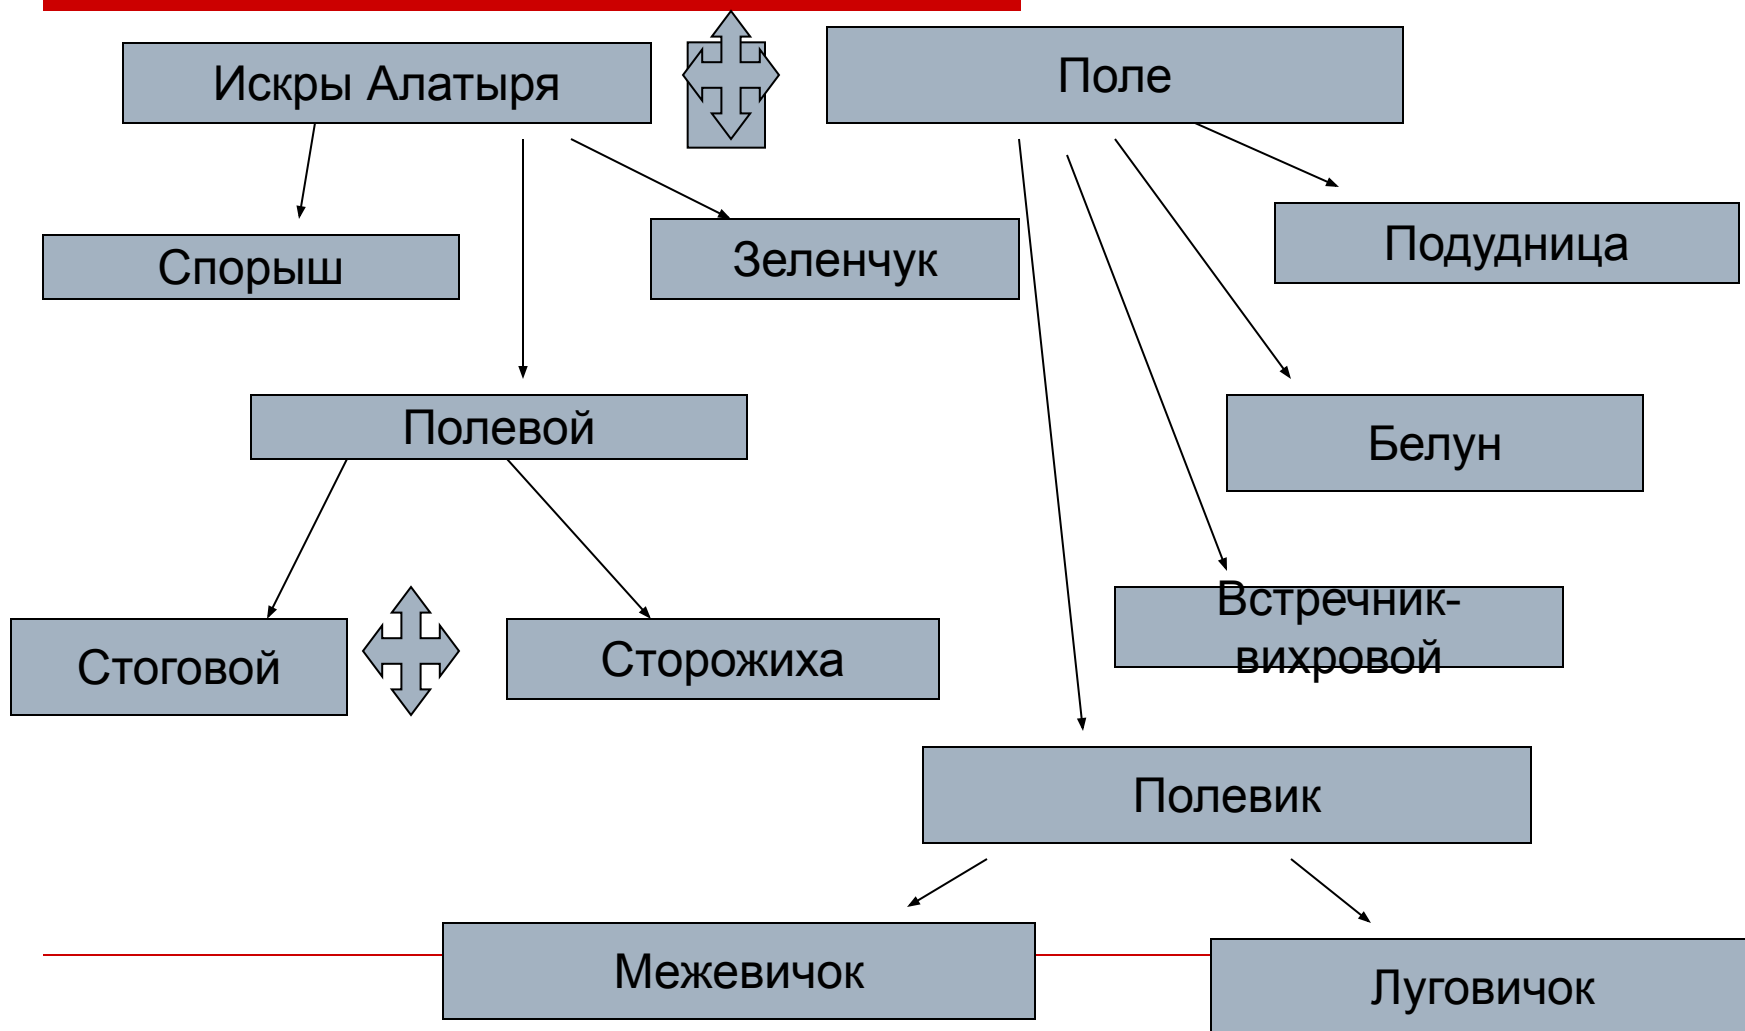 Искры Алатыря
Поле
Спорыш
Зеленчук
Подудница
Полевой
Белун
Встречник-
вихровой
Стоговой
Сторожиха
Полевик
Межевичок
Луговичок